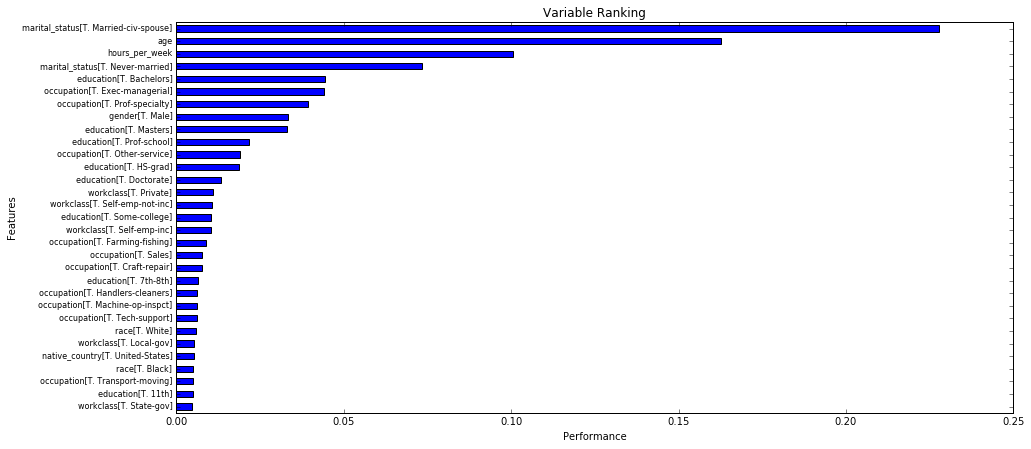 Variable Ranking
marital_status[T. Married-civ-spouse]
age
hours_per_week
marital_status[T. Never-married]
education[T. Bachelors]
occupation[T. Exec-managerial]
occupation[T. Prof-specialty]
gender[T. Male]
education[T. Masters]
education[T. Prof-school]
occupation[T. Other-service]
education[T. HS-grad]
education[T. Doctorate]
workclass[T. Private]
workclass[T. Self-emp-not-inc]
education[T. Some-college]
workclass[T. Self-emp-inc]
occupation[T. Farming-fishing]
occupation[T. Sales]
occupation[T. Craft-repair]
education[T. 7th-8th]
occupation[T. Handlers-cleaners]
occupation[T. Machine-op-inspct]
occupation[T. Tech-support]
race[T. White]
workclass[T. Local-gov]
native_country[T. United-States]
race[T. Black]
occupation[T. Transport-moving]
education[T. 11th]
workclass[T. State-gov]
Features
0.00 0.05 0.10 0.15 0.20 0.25
Performance